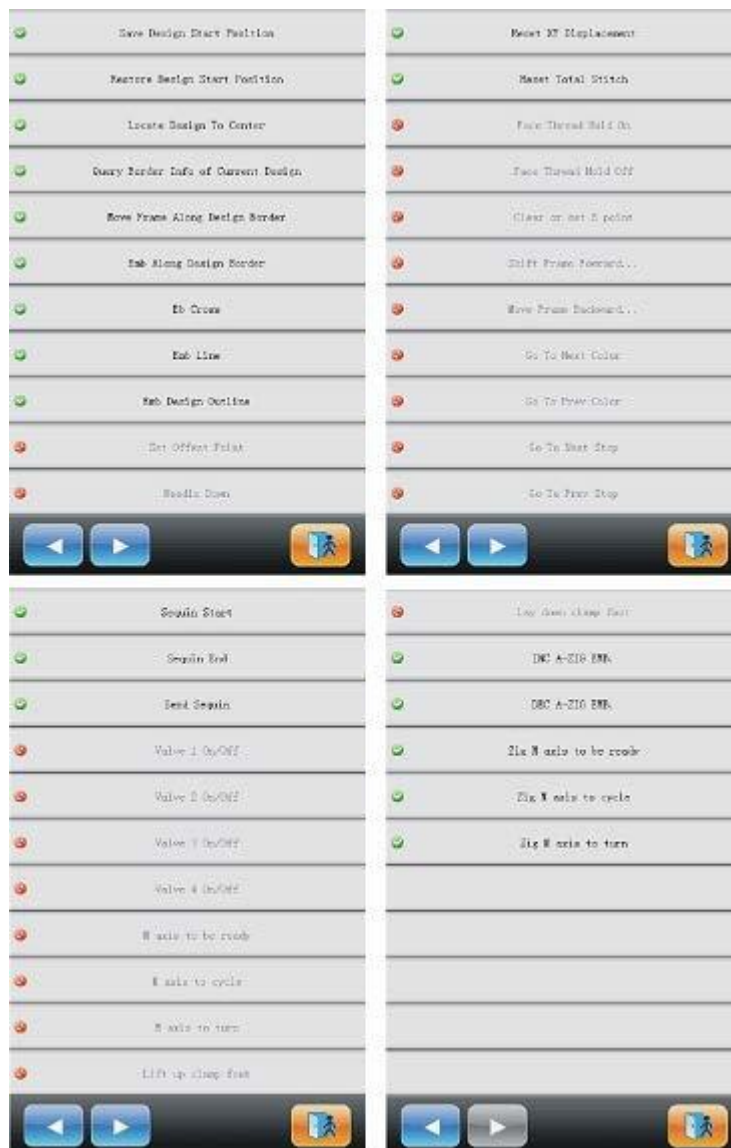 Save Design Start Position
Restore Design Start Position
Locate Design To Center
Query Border Info of Current Design
Move Frame Along Design Border
Emb Along Design Border
Eb Cross
Emb Line
Emb Design Outline
Set Offset Point
Needle Down
Reset XY Displacement
Reset Total Stitch
Face Thread Hold On
Face Thread Hold Off
Clear or set E point
Shift Frame Forward...
Move Frame Backward...
Go To Next Color
Go To Prev Color
Go To Next Stop
Go To Prev Stop
Sequin Start
Sequin End
Send Sequin
Valve 1 On/Off
Valve 2 On/Off
Valve 3 On/Off
Valve 4 On/Off
M axis to be ready
M axis to cycle
M axis to turn
Lift up clamp foot
Lay down clamp foot
INC A-ZIG EMB.
DEC A-ZIG EMB.
Zig M axis to be ready
Zig M axis to cycle
Zig M axis to turn